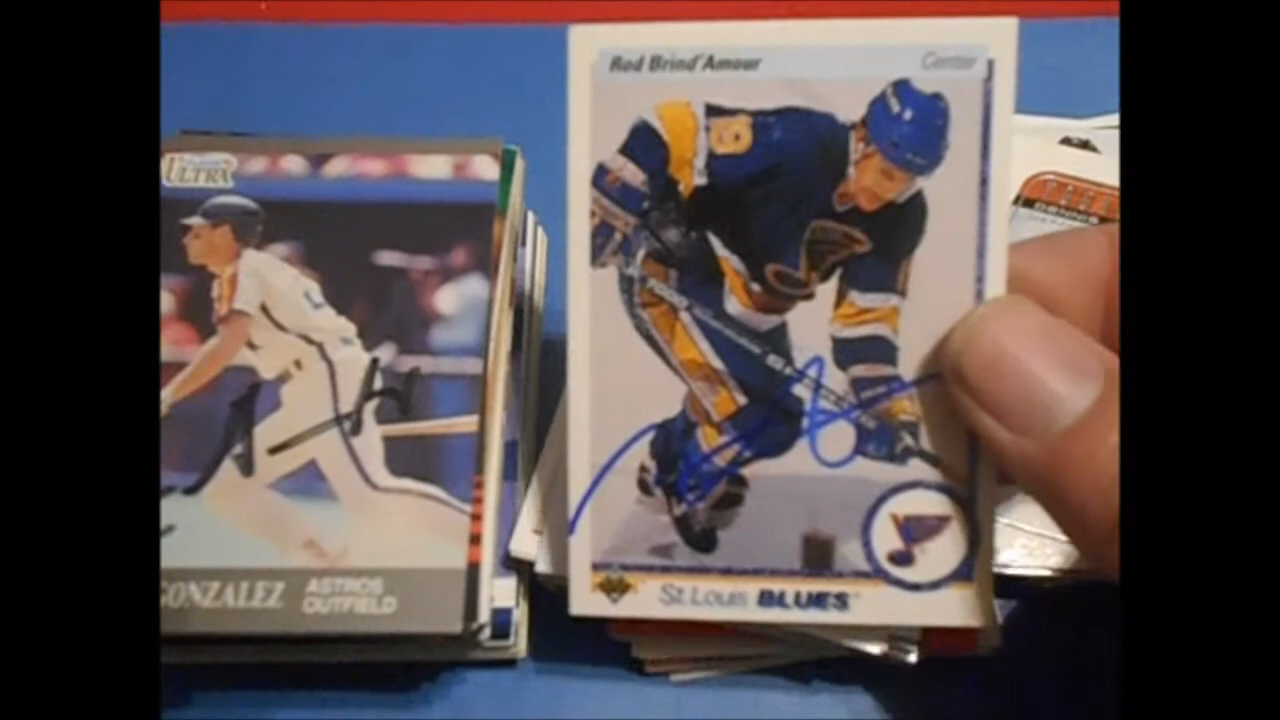 ULTRA
GONZALEZ
ASTROS
OUTFIELD
Rod Brind'Amour
Center
St. Louis BLUES